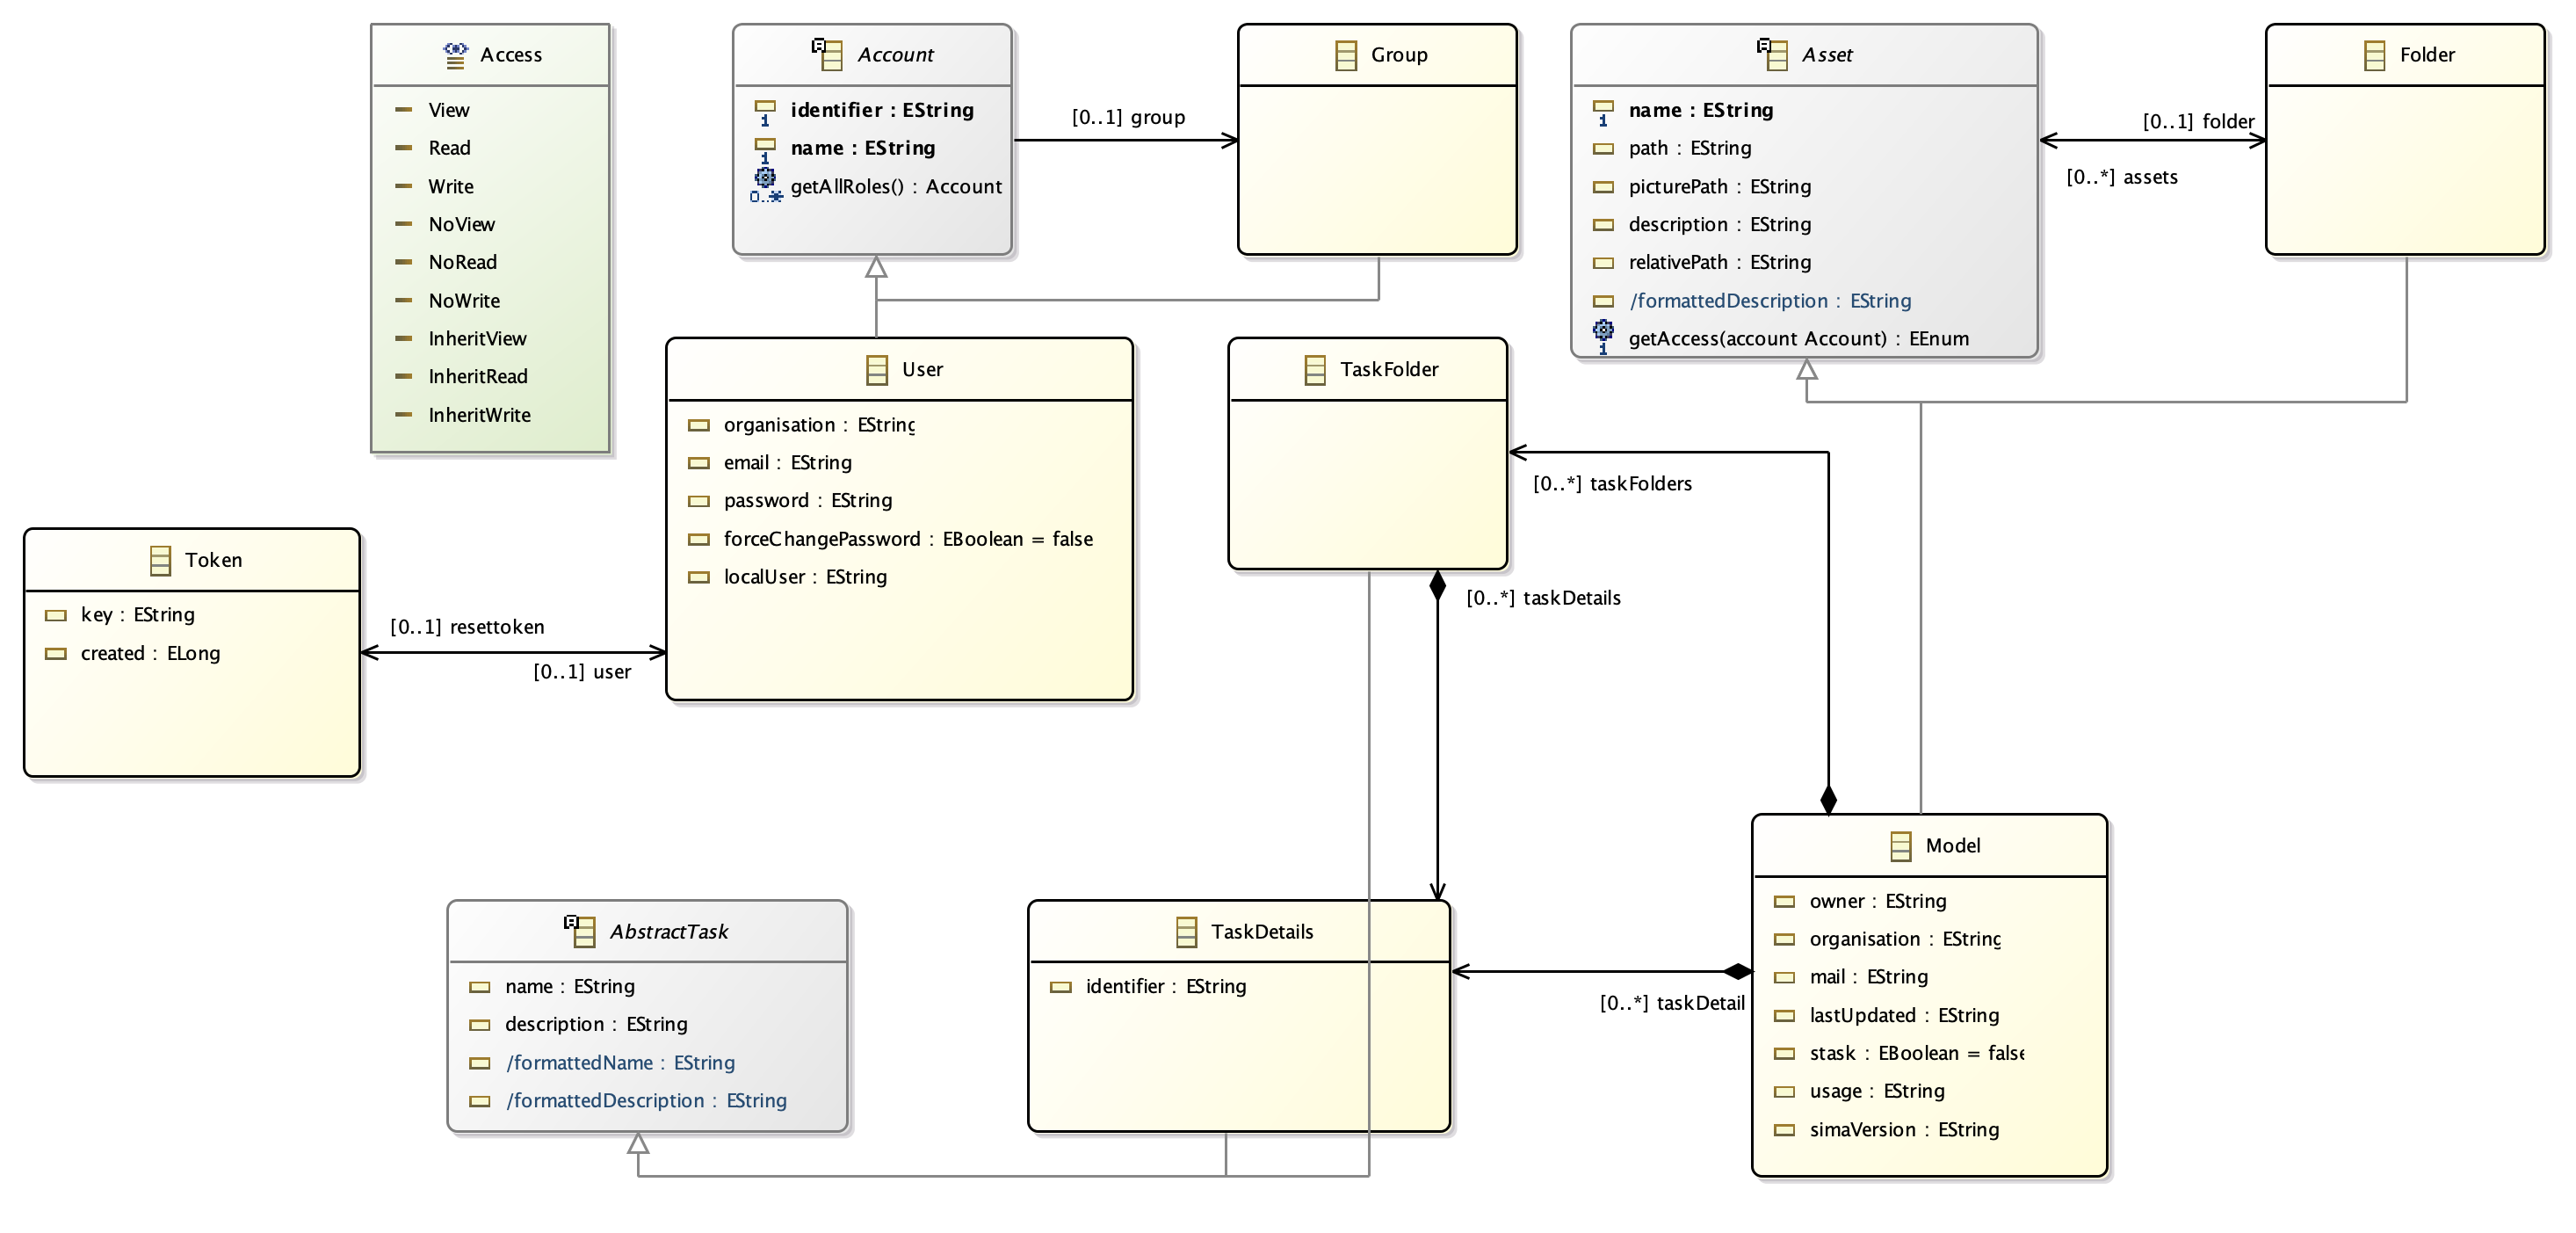 Access
View
Read
Write
NoView
NoRead
NoWrite
InheritView
InheritRead
InheritWrite
Account
identifier : EString
1
name : EString
1
getAllRoles() : Account
0..*
[0..1] group
Group
Asset
name : EString
1
path : EString
picturePath : EString
description : EString
relativePath : EString
/formattedDescription : EString
getAccess(account Account) : EEnum
1
[0..1] folder
[0..*] assets
Folder
User
organisation : EString
email : EString
password : EString
forceChangePassword : EBoolean = false
localUser : EString
TaskFolder
[0..*] taskFolders
[0..*] taskDetails
Token
key : EString
created : ELong
[0..1] resettoken
[0..1] user
AbstractTask
name : EString
description : EString
/formattedName : EString
/formattedDescription : EString
TaskDetails
identifier : EString
[0..*] taskDetail
Model
owner : EString
organisation : EString
mail : EString
lastUpdated : EString
stask : EBoolean = false
usage : EString
simaVersion : EString